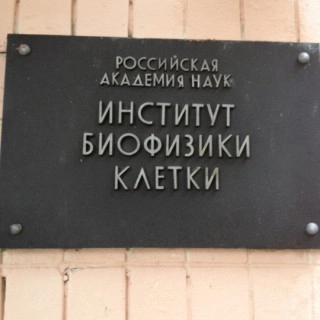 РОССИЙСКАЯ
АКАДЕМИЯ НАУК
ИНСТИТУТ
БИОФИЗИКИ
КЛЕТКИ